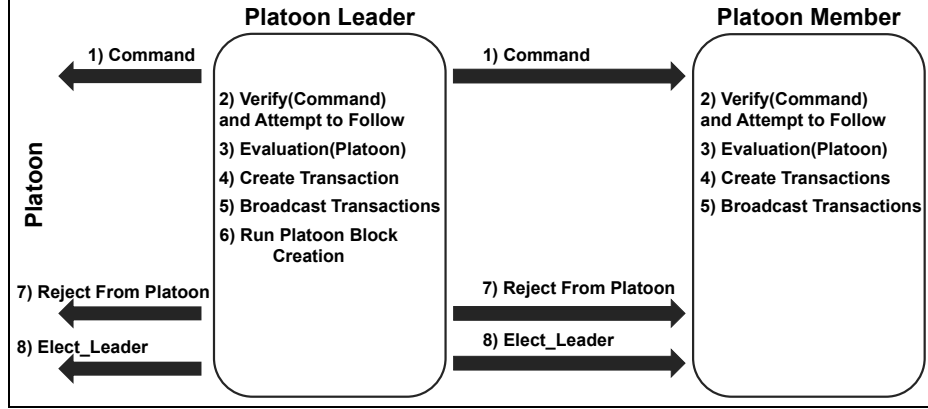 Platoon Leader
Platoon Member
Platoon
1) Command
1) Command
2) Verify(Command)
and Attempt to Follow
3) Evaluation(Platoon)
4) Create Transaction
5) Broadcast Transactions
6) Run Platoon Block
Creation
2) Verify(Command)
and Attempt to Follow
3) Evaluation(Platoon)
4) Create Transactions
5) Broadcast Transactions
7) Reject From Platoon
7) Reject From Platoon
8) Elect_Leader
8) Elect_Leader